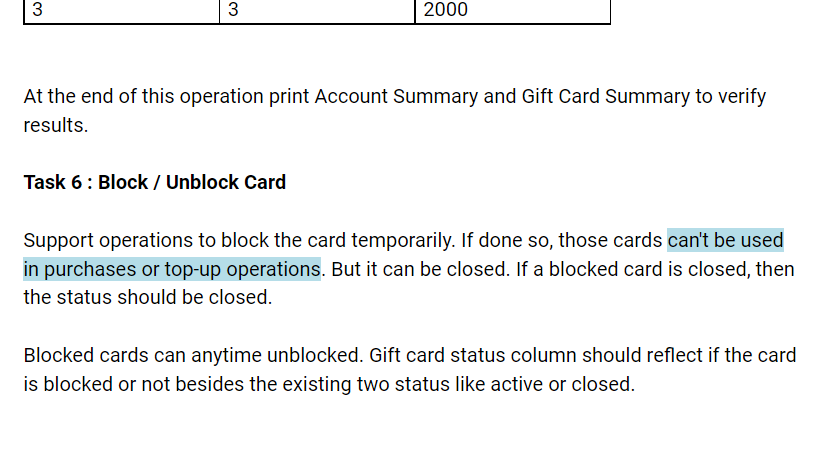 3 3 2000
At the end of this operation print Account Summary and Gift Card Summary to verify
results.
Task 6 : Block / Unblock Card
Support operations to block the card temporarily. If done so, those cards can't be used
in purchases or top-up operations. But it can be closed. If a blocked card is closed, then
the status should be closed.
Blocked cards can anytime unblocked. Gift card status column should reflect if the card
is blocked or not besides the existing two status like active or closed.